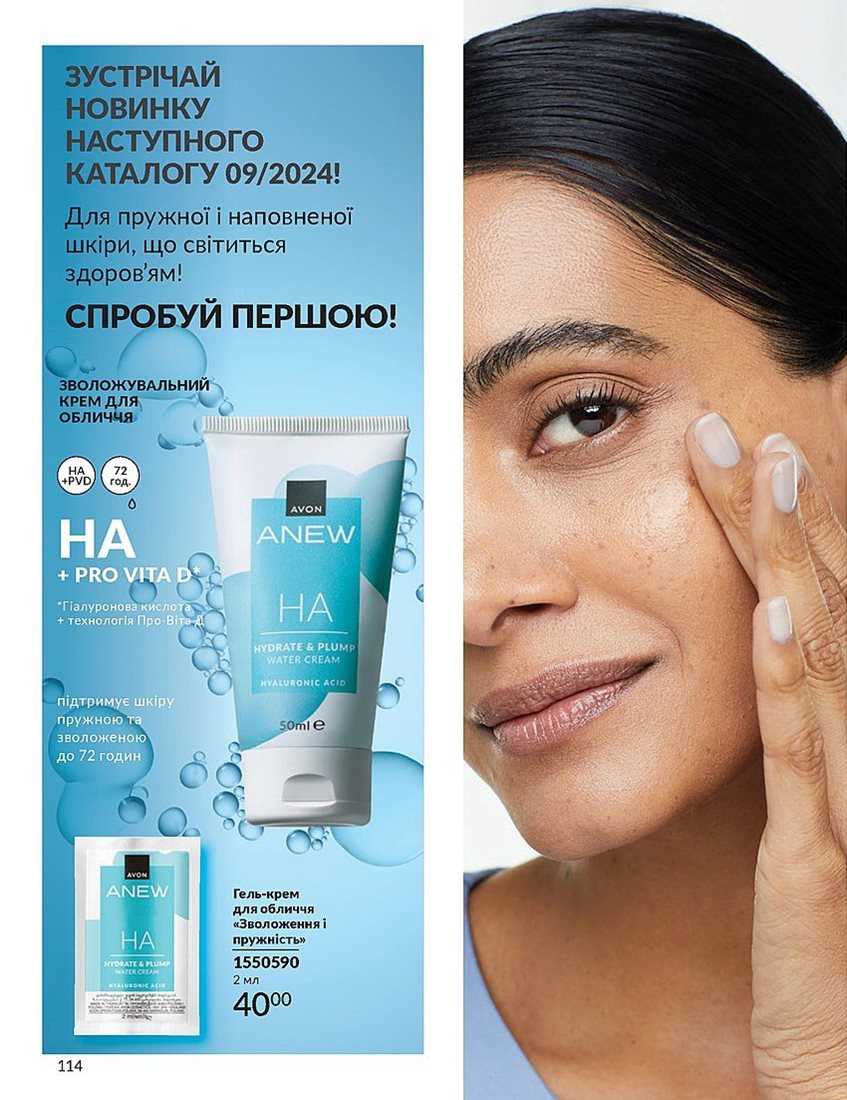 ЗУСТРІЧАЙ
НОВИНКУ
НАСТУПНОГО
КАТАЛОГУ 09/2024!
Для пружної і наповненої
шкіри, що світиться
здоров’ям!
СПРОБУЙ ПЕРШОЮ!
ЗВОЛОЖУВАЛЬНИЙ
КРЕМ ДЛЯ
ОБЛИЧЧЯ
HA
+PVD
72
год.
HA
+ PRO VITA D*
*Гіалуронова кислота
+ технологія Про-Віта Д
підтримує шкіру
пружною та
зволоженою
до 72 годин
AVON
ANEW
HA
HYDRATE & PLUMP
WATER CREAM
HYALURONIC ACID
50ml e
AVON
ANEW
HA
HYDRATE & PLUMP
WATER CREAM
HYALURONIC ACID
Гель-крем
для обличчя
«Зволоження і
пружність»
1550590
2 мл
40⁰⁰
114